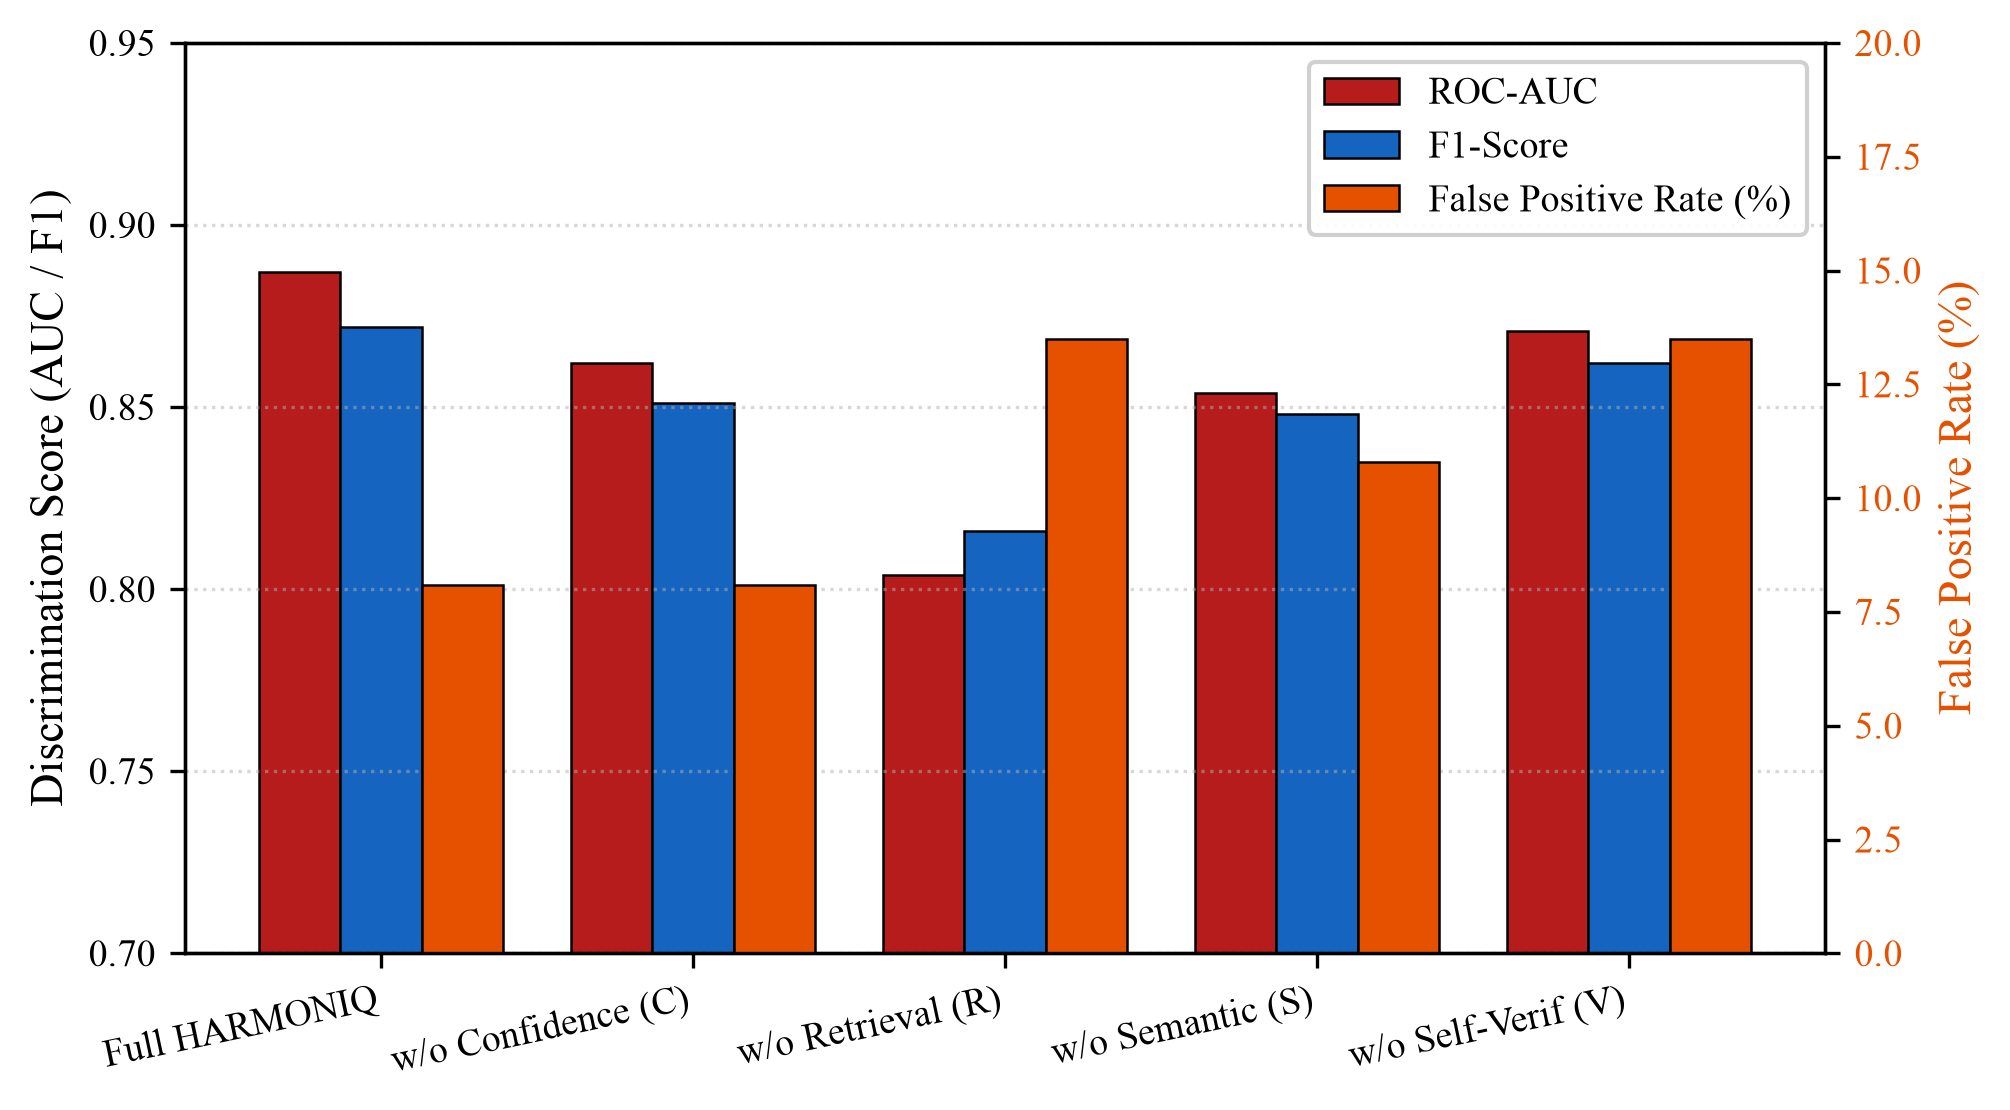 0.95
0.90
0.85
0.80
0.75
0.70
Discrimination Score (AUC / F1)
ROC-AUC
F1-Score
False Positive Rate (%)
20.0
17.5
15.0
12.5
10.0
7.5
5.0
2.5
0.0
False Positive Rate (%)
Full HARMONIQ
w/o Confidence (C)
w/o Retrieval (R)
w/o Semantic (S)
w/o Self-Verif (V)